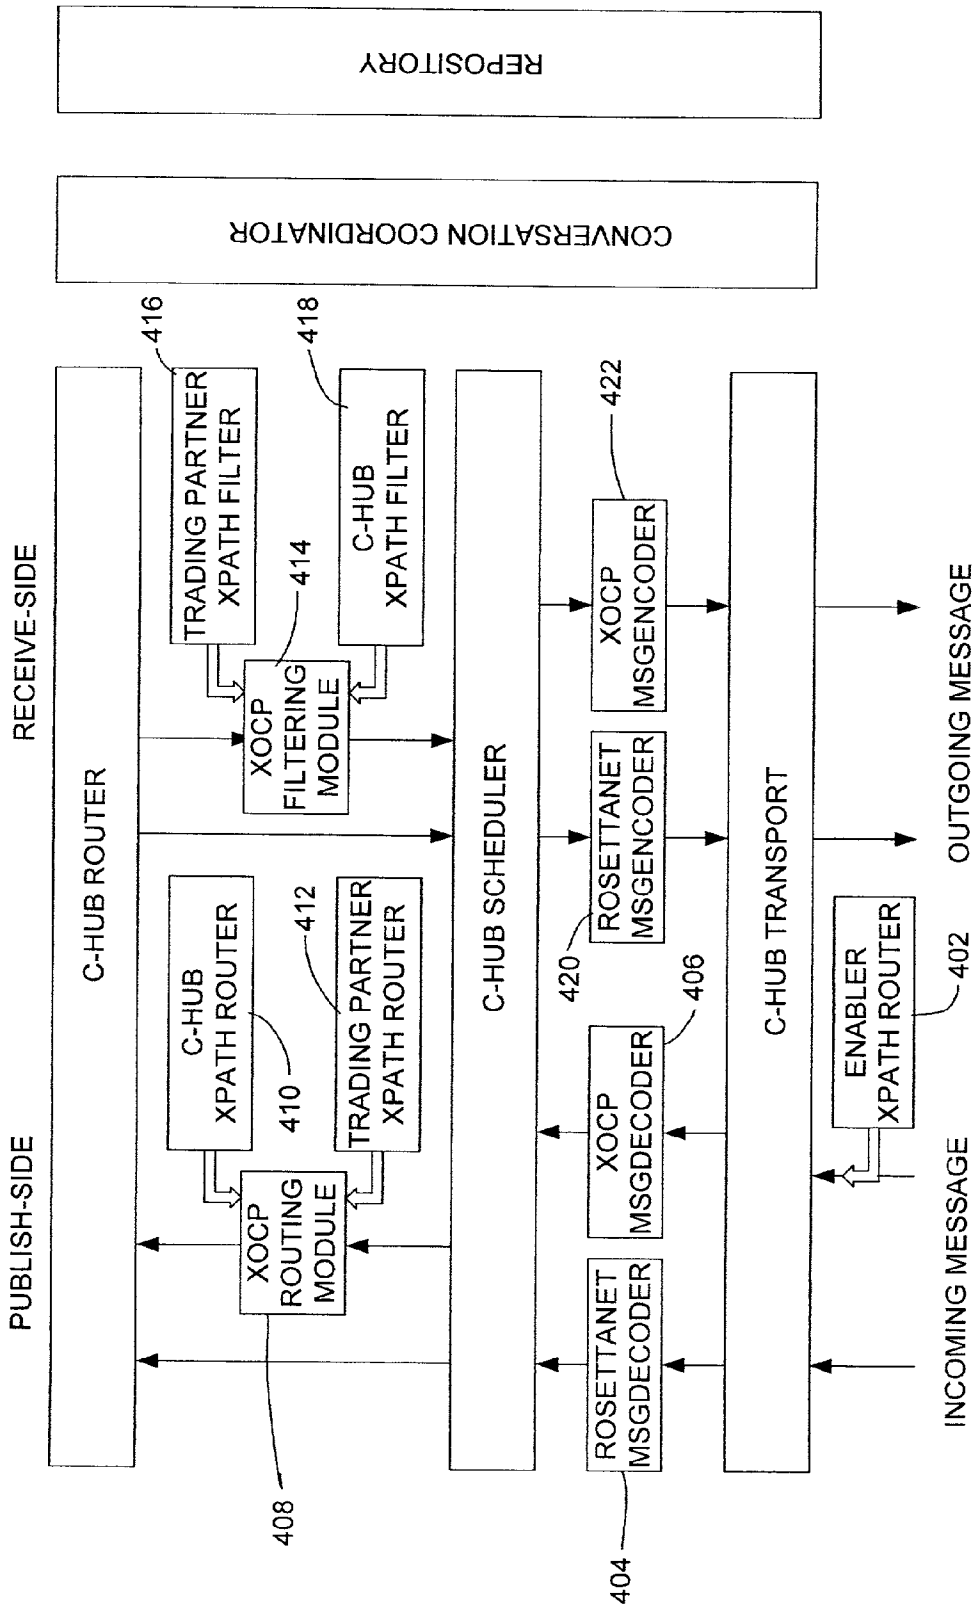 PUBLISH-SIDE
RECEIVE-SIDE
C-HUB ROUTER
C-HUB
XPATH ROUTER
410
TRADING PARTNER
XPATH ROUTER
412
XOCP
ROUTING
MODULE
408
TRADING PARTNER
XPATH FILTER
416
XOCP
FILTERING
MODULE
414
C-HUB
XPATH FILTER
418
C-HUB SCHEDULER
ROSETTANET
MSGDECODER
404
XOCP
MSGDECODER
406
ROSETTANET
MSGENCODER
420
XOCP
MSGENCODER
422
C-HUB TRANSPORT
ENABLER
XPATH ROUTER
402
INCOMING MESSAGE
OUTGOING MESSAGE
CONVERSATION COORDINATOR
REPOSITORY